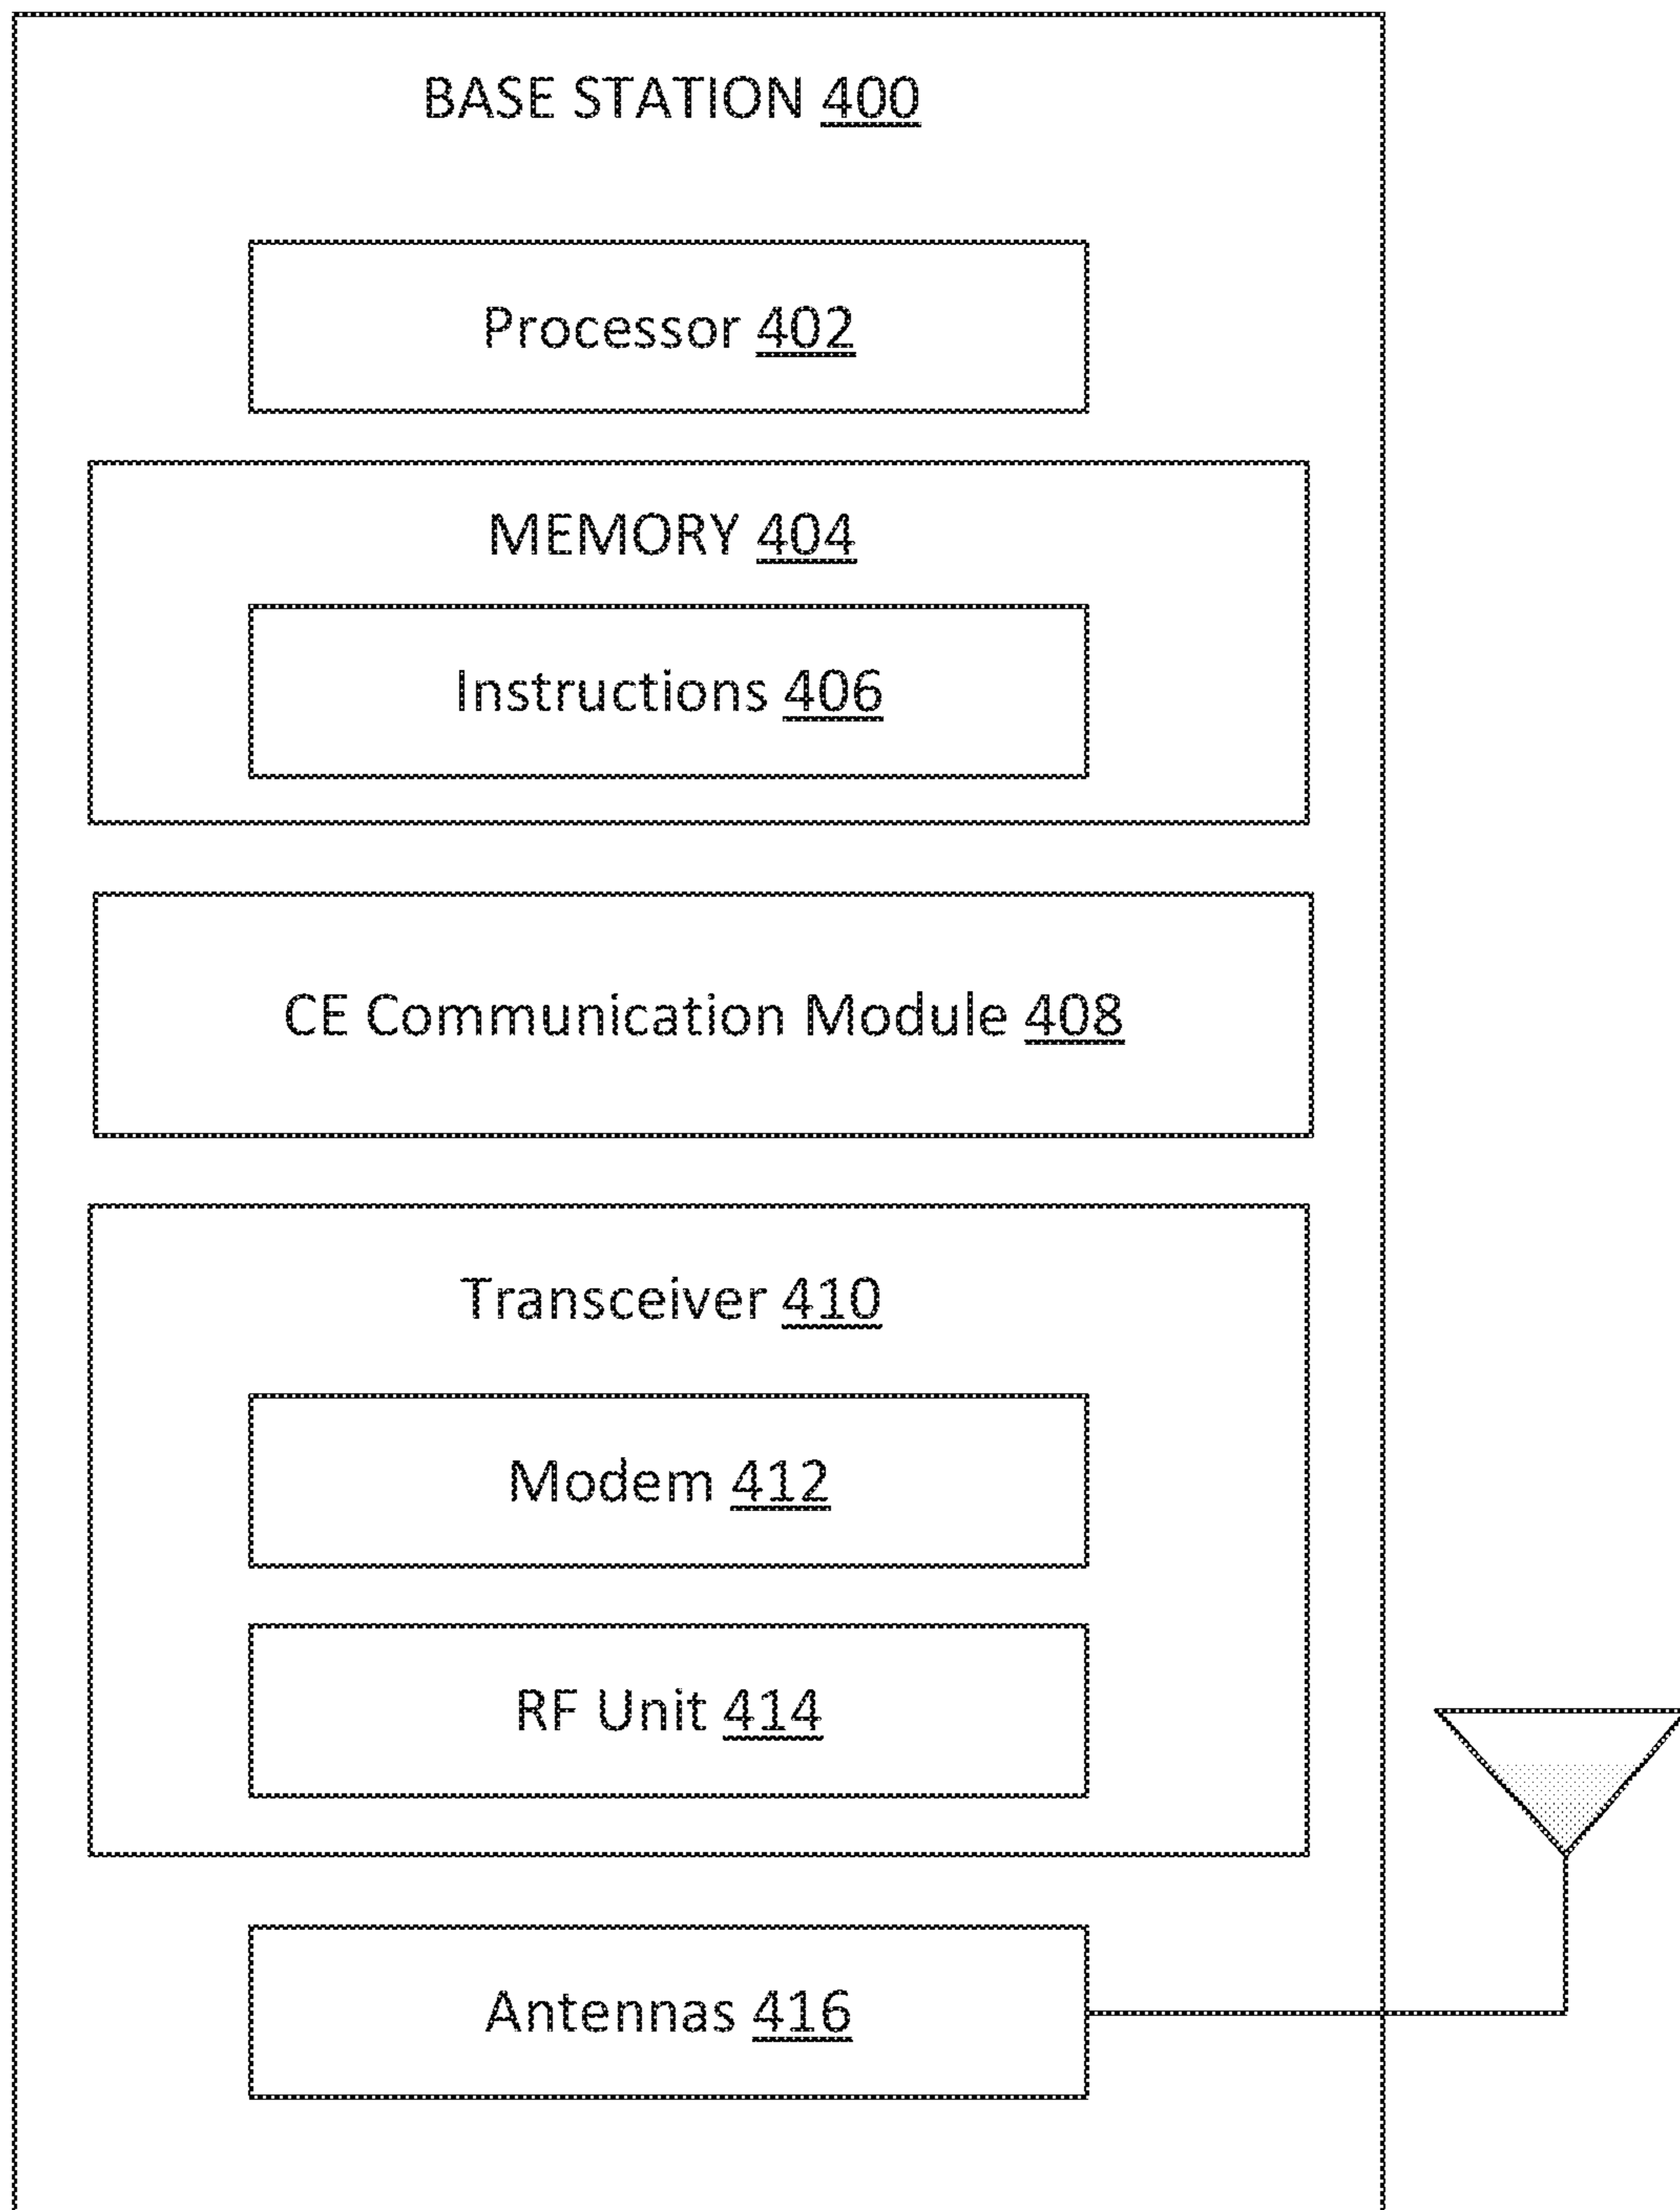 BASE STATION 400
Processor 402
MEMORY 404
Instructions 406
CE Communication Module 408
Transceiver 410
Modem 412
RF Unit 414
Antennas 416